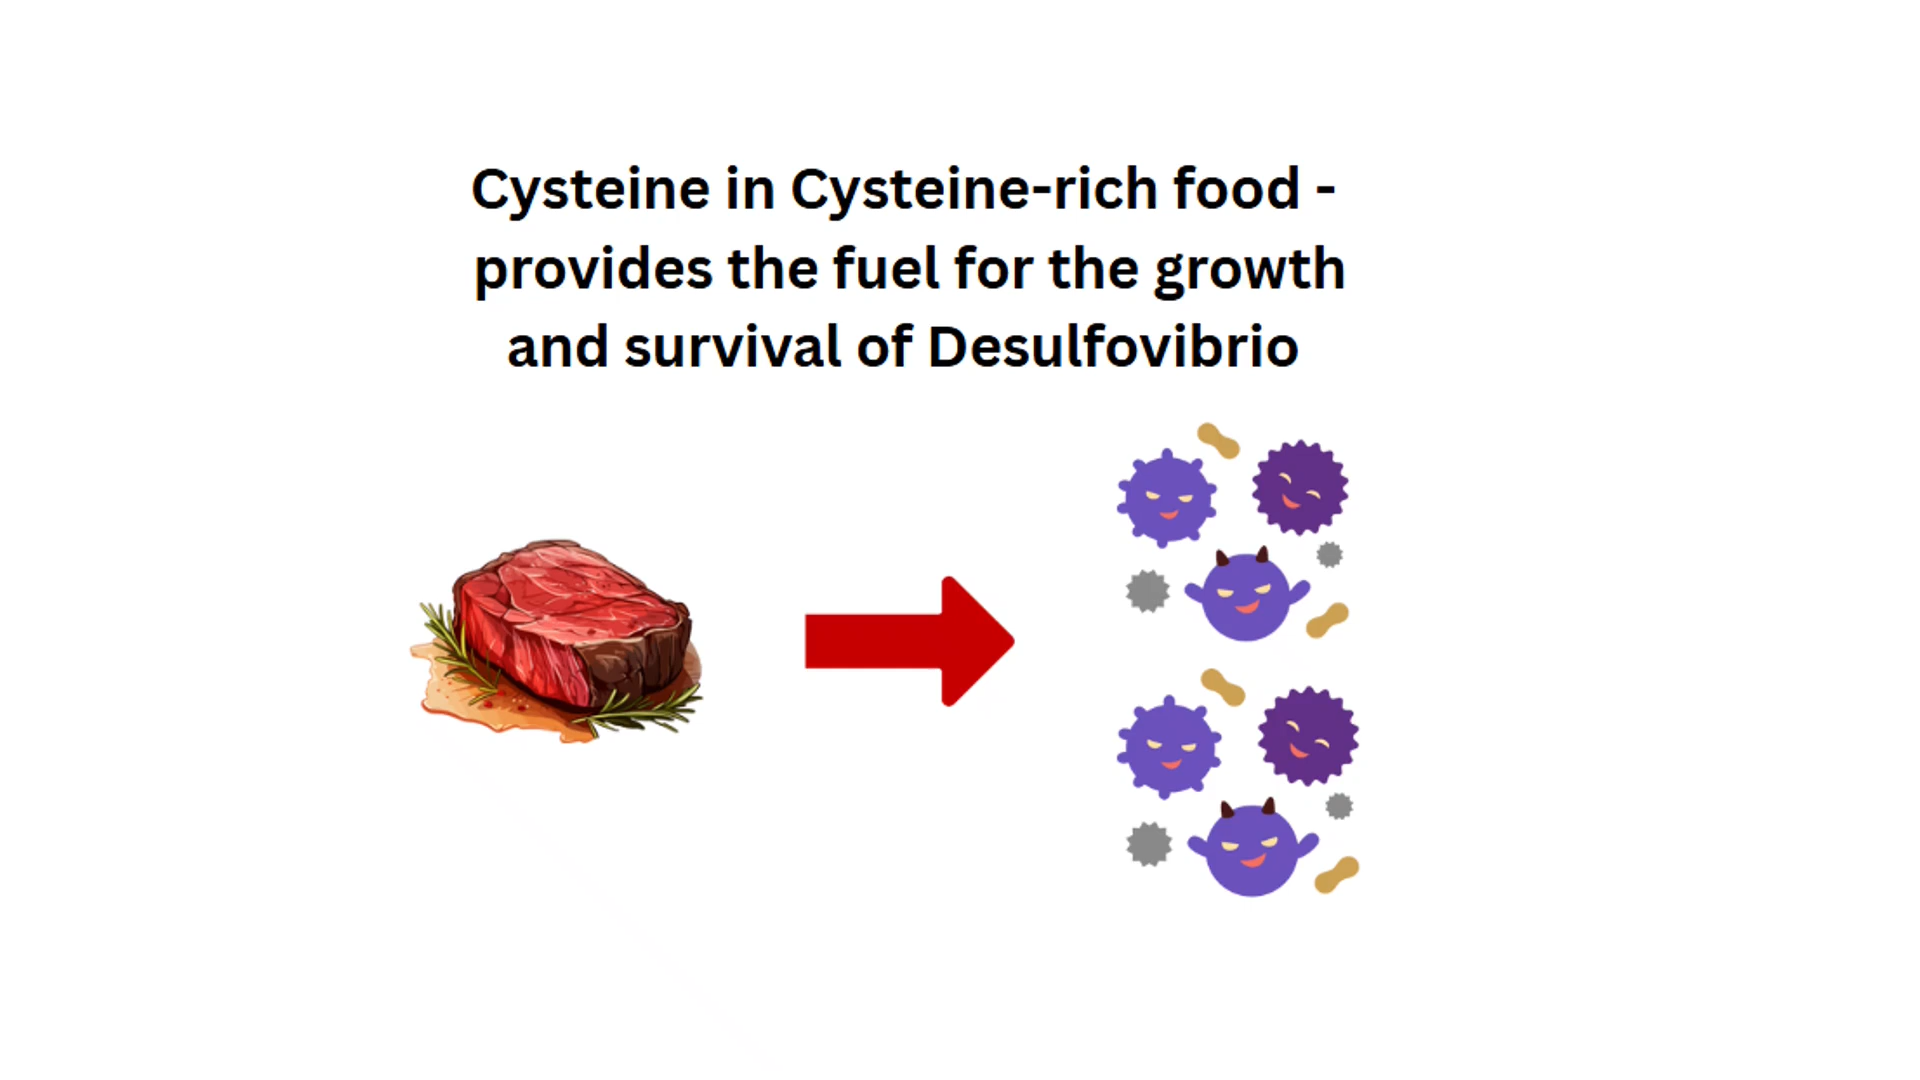 Cysteine in Cysteine-rich food -
provides the fuel for the growth
and survival of Desulfovibrio